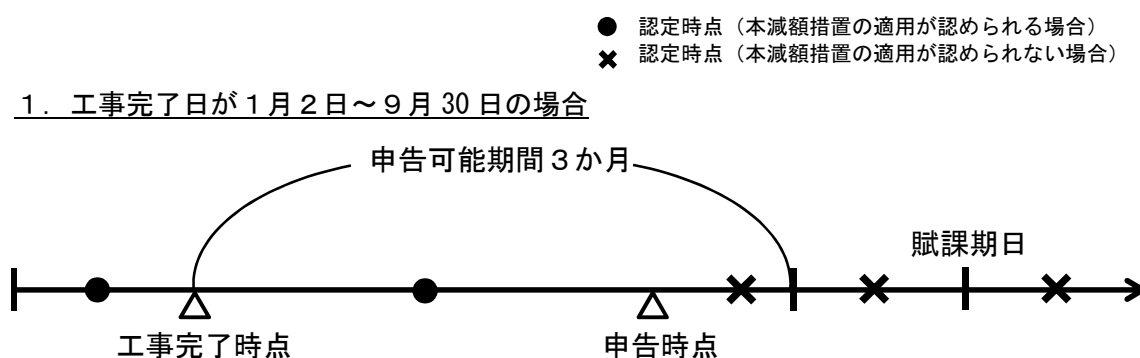 ● 認定時点（本減額措置の適用が認められる場合）
✖ 認定時点（本減額措置の適用が認められない場合）
１．工事完了日が１月２日～９月 30 日の場合
申告可能期間３か月
賦課期日
工事完了時点
申告時点